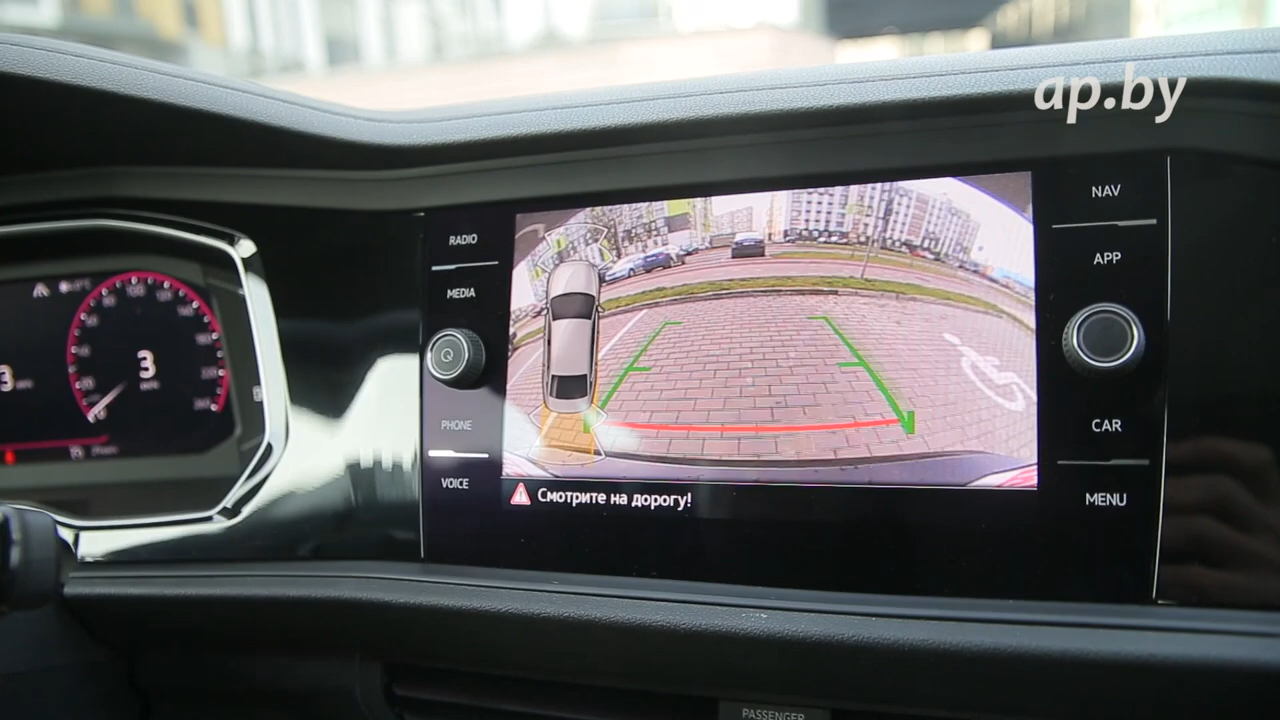 ap.by
NAV
RADIO
APP
MEDIA
3
3
PHONE
CAR
VOICE
MENU
Смотрите на дорогу!
PASSENGER